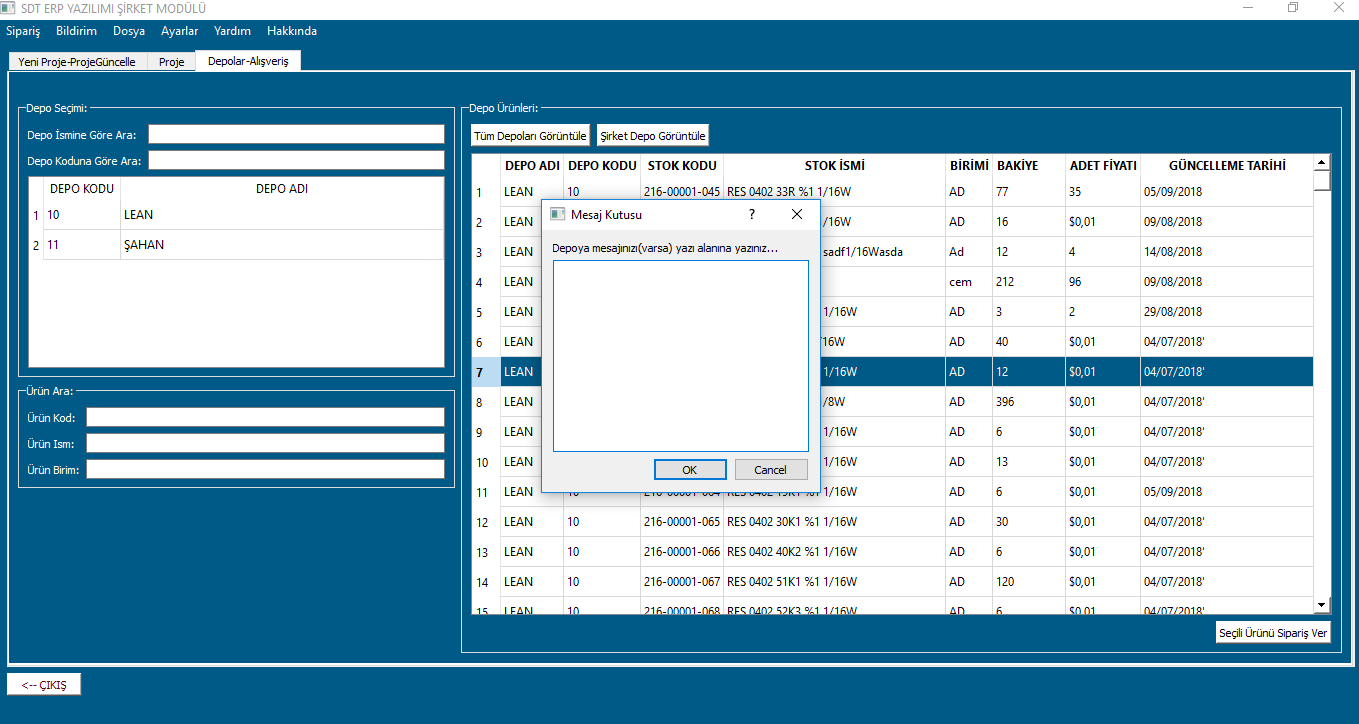 SDT ERP YAZILIMI ŞİRKET MODÜLÜ
Sipariş Bildirim Dosya Ayarlar Yardım Hakkında
Yeni Proje-ProjeGüncelle Proje Depolar-Alışveriş
Depo Seçimi:
Depo İsmine Göre Ara:
Depo Koduna Göre Ara:
DEPO KODU DEPO ADI
1 10 LEAN
2 11 ŞAHAN
Ürün Ara:
Ürün Kod:
Ürün Ism:
Ürün Birim:
Depo Ürünleri:
Tüm Depoları Görüntüle Şirket Depo Görüntüle
DEPO ADI DEPO KODU STOK KODU STOK İSMİ BİRİMİ BAKİYE ADET FİYATI GÜNCELLEME TARİHİ
1 LEAN 10 216-00001-045 RES 0402 33R %1 1/16W AD 77 35 05/09/2018
2 LEAN /16W AD 16 $0,01 09/08/2018
3 LEAN sadf1/16Wasda Ad 12 4 14/08/2018
4 LEAN cem 212 96 09/08/2018
5 LEAN 1/16W AD 3 2 29/08/2018
6 LEAN /16W AD 40 $0,01 04/07/2018'
7 LEAN 1/16W AD 12 $0,01 04/07/2018'
8 LEAN /8W AD 396 $0,01 04/07/2018'
9 LEAN 1/16W AD 6 $0,01 04/07/2018'
10 LEAN 1/16W AD 13 $0,01 04/07/2018'
11 LEAN 10 216-00001-064 1/16W AD 6 $0,01 05/09/2018
12 LEAN 10 216-00001-065 RES 0402 30K1 %1 1/16W AD 30 $0,01 04/07/2018'
13 LEAN 10 216-00001-066 RES 0402 40K2 %1 1/16W AD 6 $0,01 04/07/2018'
14 LEAN 10 216-00001-067 RES 0402 51K1 %1 1/16W AD 120 $0,01 04/07/2018'
15 LEAN 10 216-00001-068 RES 0402 52K3 %1 1/16W AD 6 $0,01 04/07/2018'
Mesaj Kutusu ?
Depoya mesajınızı(varsa) yazı alanına yazınız...
OK Cancel
Seçili Ürünü Sipariş Ver
<-- ÇIKIŞ